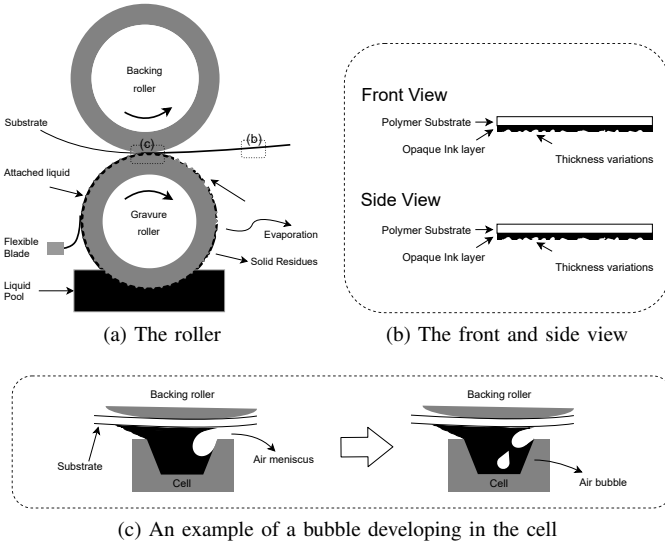 Backing
roller
Substrate
(c)
(b)
Attached liquid
Gravure
roller
Evaporation
Flexible
Blade
Solid Residues
Liquid
Pool
(a) The roller
Front View
Polymer Substrate
Opaque Ink layer
Thickness variations
Side View
Polymer Substrate
Opaque Ink layer
Thickness variations
(b) The front and side view
Backing roller
Substrate
Air meniscus
Cell
Backing roller
Air bubble
Cell
(c) An example of a bubble developing in the cell